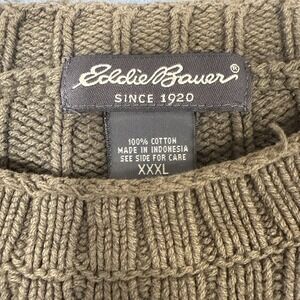 Eddie Bauer®
SINCE 1920
100% COTTON
MADE IN INDONESIA
SEE SIDE FOR CARE
XXXL